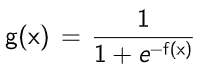 g(x) = 1 / (1 + e^{-f(x)})